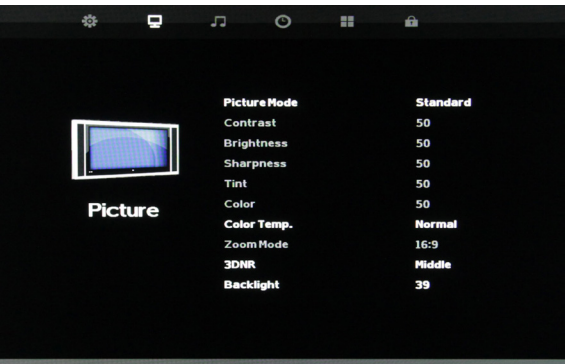 Picture
Picture Mode Standard
Contrast 50
Brightness 50
Sharpness 50
Tint 50
Color 50
Color Temp. Normal
Zoom Mode 16:9
3DNR Middle
Backlight 39